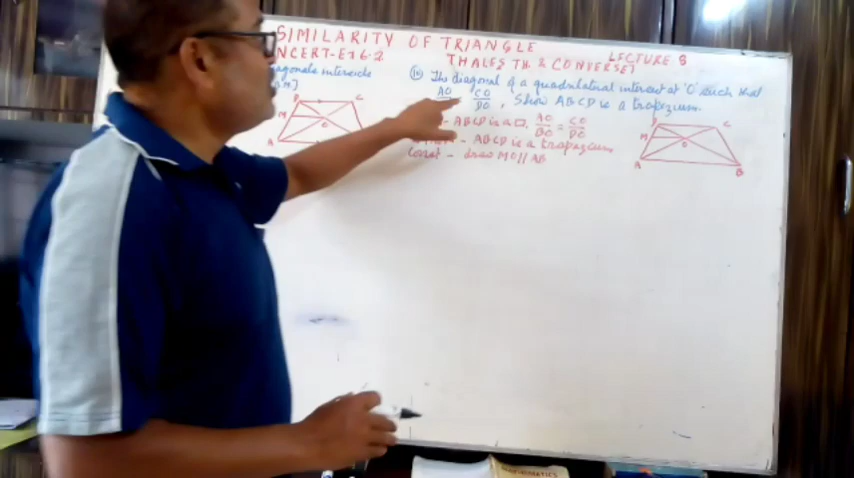 SIMILARITY OF TRIANGLE
NCERT-EX 6.2
LECTURE 8
THALES TH & CONVERSE]
diagonals intersects
(10) The diagonal of a quadrilateral intersect at 'O' such that
AO CO
DO , Show ABCD is a trapezium.
- ABCD is a □, AO/BO = CO/DO
- ABCD is a trapezium
Const - draw MO // AB
D C
M O
A
D C
M O
A B
MATHEMATICS